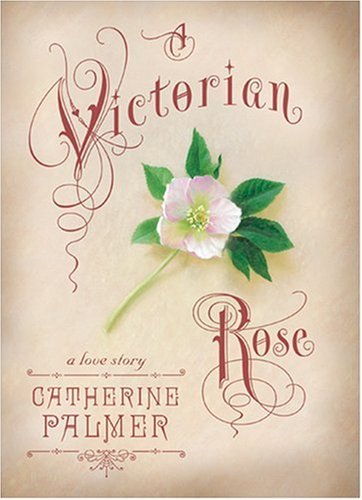 A
Victorian
Rose
a love story
CATHERINE
PALMER